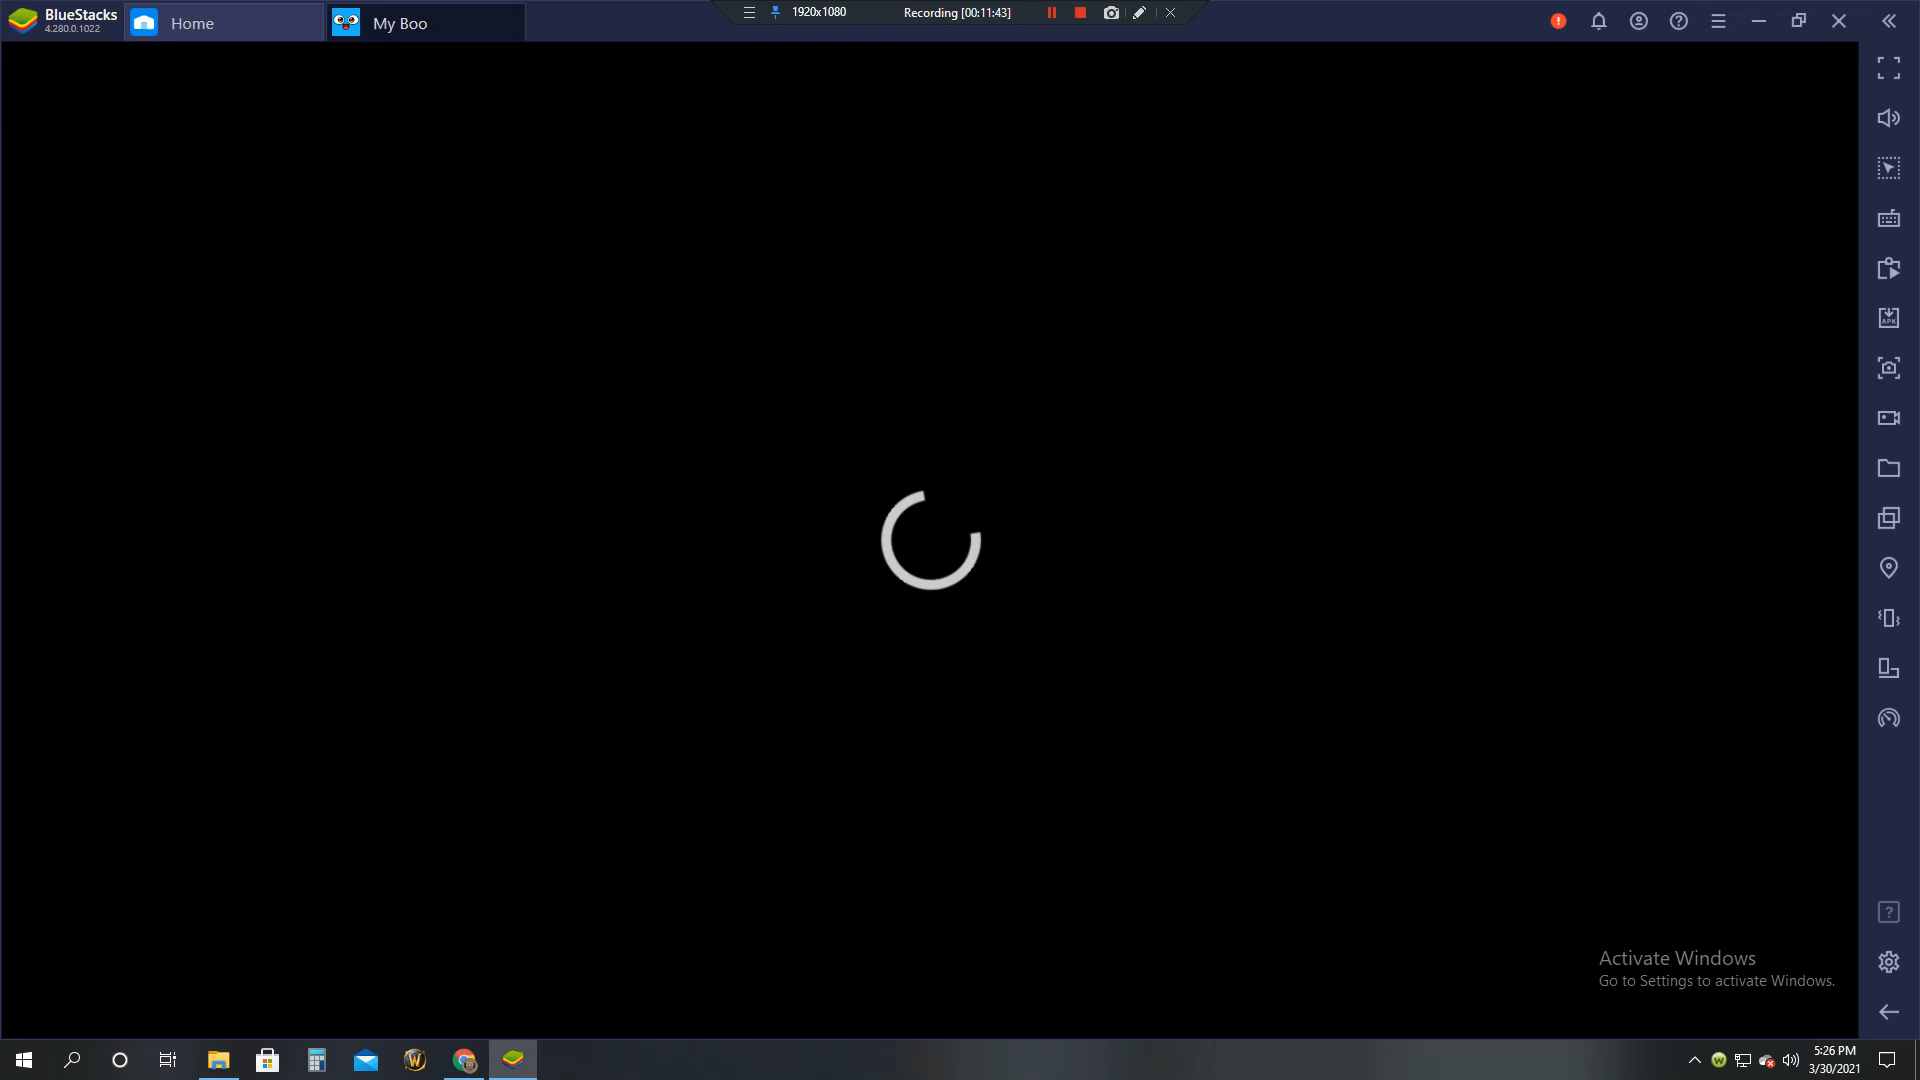 BlueStacks
4.280.0.1022
Home
My Boo
1920x1080
Recording [00:11:43]
APK
Activate Windows
Go to Settings to activate Windows.
5:26 PM
3/30/2021